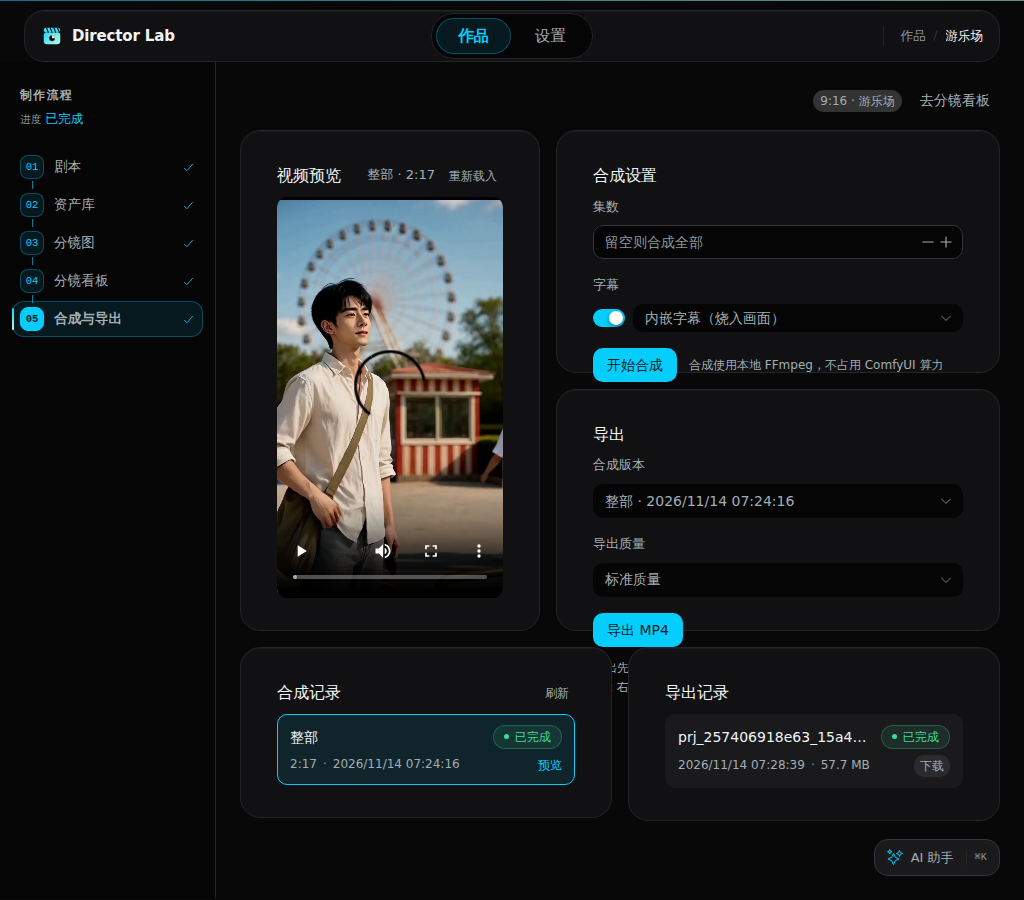 Director Lab
作品
设置
作品 / 游乐场
制作流程
进度 已完成
01 剧本
02 资产库
03 分镜图
04 分镜看板
05 合成与导出
9:16 · 游乐场
去分镜看板
视频预览
整部 · 2:17
重新载入
合成设置
集数
留空则合成全部
字幕
内嵌字幕（烧入画面）
开始合成
合成使用本地 FFmpeg，不占用 ComfyUI 算力
导出
合成版本
整部 · 2026/11/14 07:24:16
导出质量
标准质量
导出 MP4
出先
右
合成记录
刷新
整部
已完成
2:17 · 2026/11/14 07:24:16
预览
导出记录
prj_257406918e63_15a4...
已完成
2026/11/14 07:28:39 · 57.7 MB
下载
AI 助手
⌘K